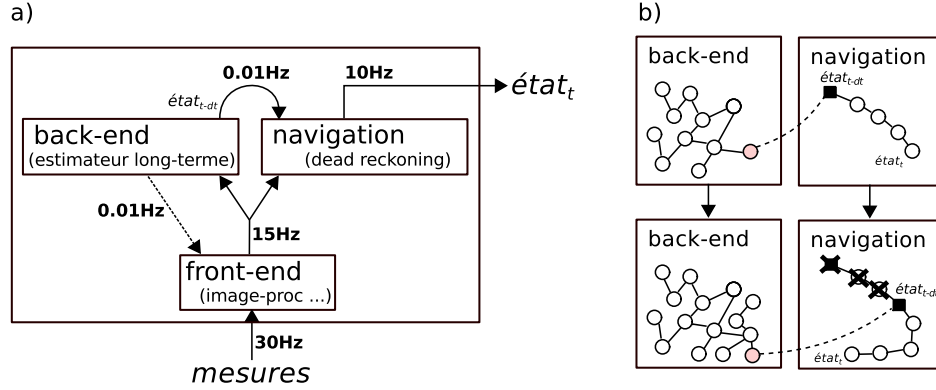 a)
0.01Hz
10Hz
état_t
état_t-dt
back-end
(estimateur long-terme)
navigation
(dead reckoning)
0.01Hz
15Hz
front-end
(image-proc ...)
30Hz
mesures
b)
back-end
navigation
état_t-dt
état_t
back-end
navigation
état_t-dt
état_t